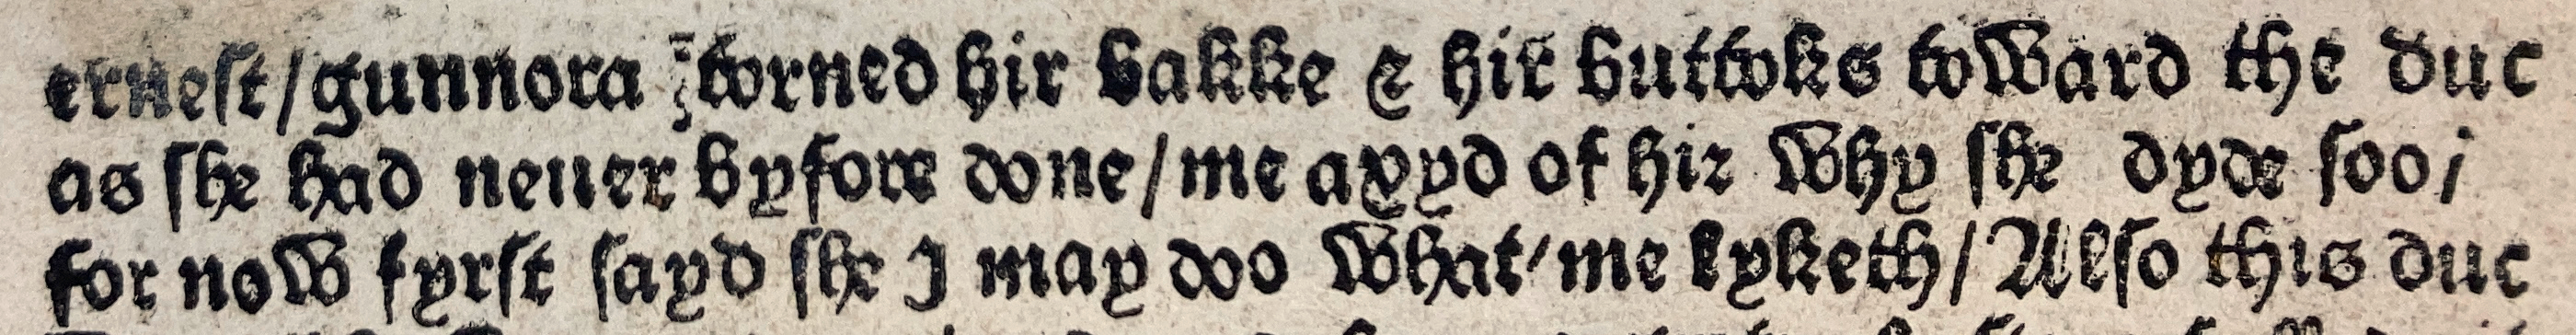 erneſt/gunnora torned hir bakke & hir buttoks toward the duc
as ſhe had neuer byfore done/me axyd of hir why ſhe dyde ſoo/
for now fyrſt ſayd ſhe J may doo what me lyketh/Alſo this duc